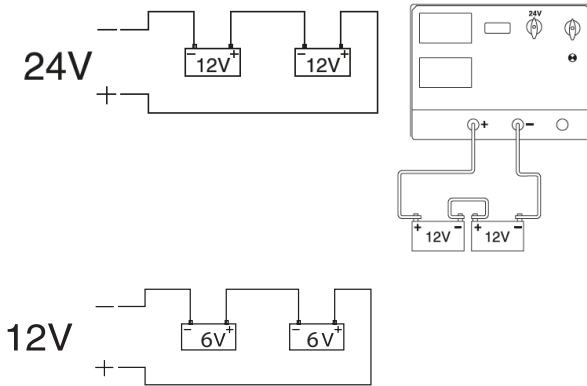 24V
− +
− 12V +
− 12V +
24V
+ −
+ 12V −
+ 12V −
12V
− +
− 6V +
− 6V +